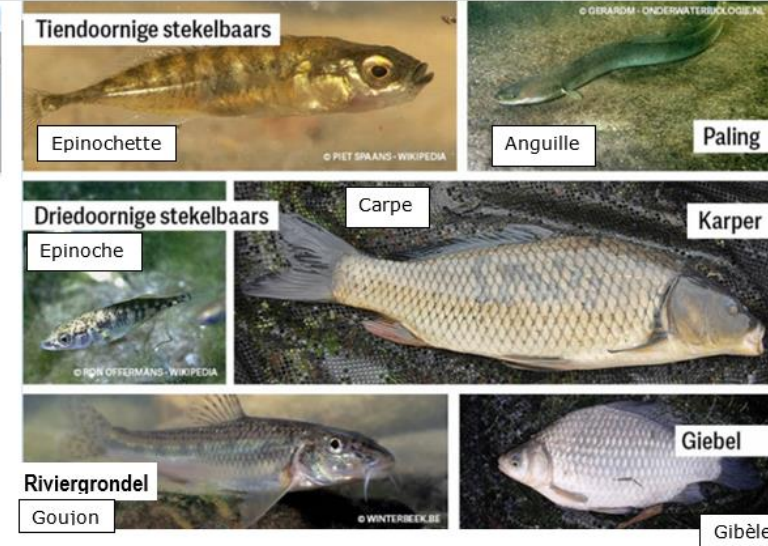 Tiendoornige stekelbaars
Epinochette
© PIET SPAANS - WIKIPEDIA
© GERARDM - ONDERWATERBIOLOGIE.NL
Anguille
Paling
Driedoornige stekelbaars
Epinoche
© RON OFFERMANS - WIKIPEDIA
Carpe
Karper
Riviergrondel
Goujon
© WINTERBEEK.BE
Giebel
Gibèle